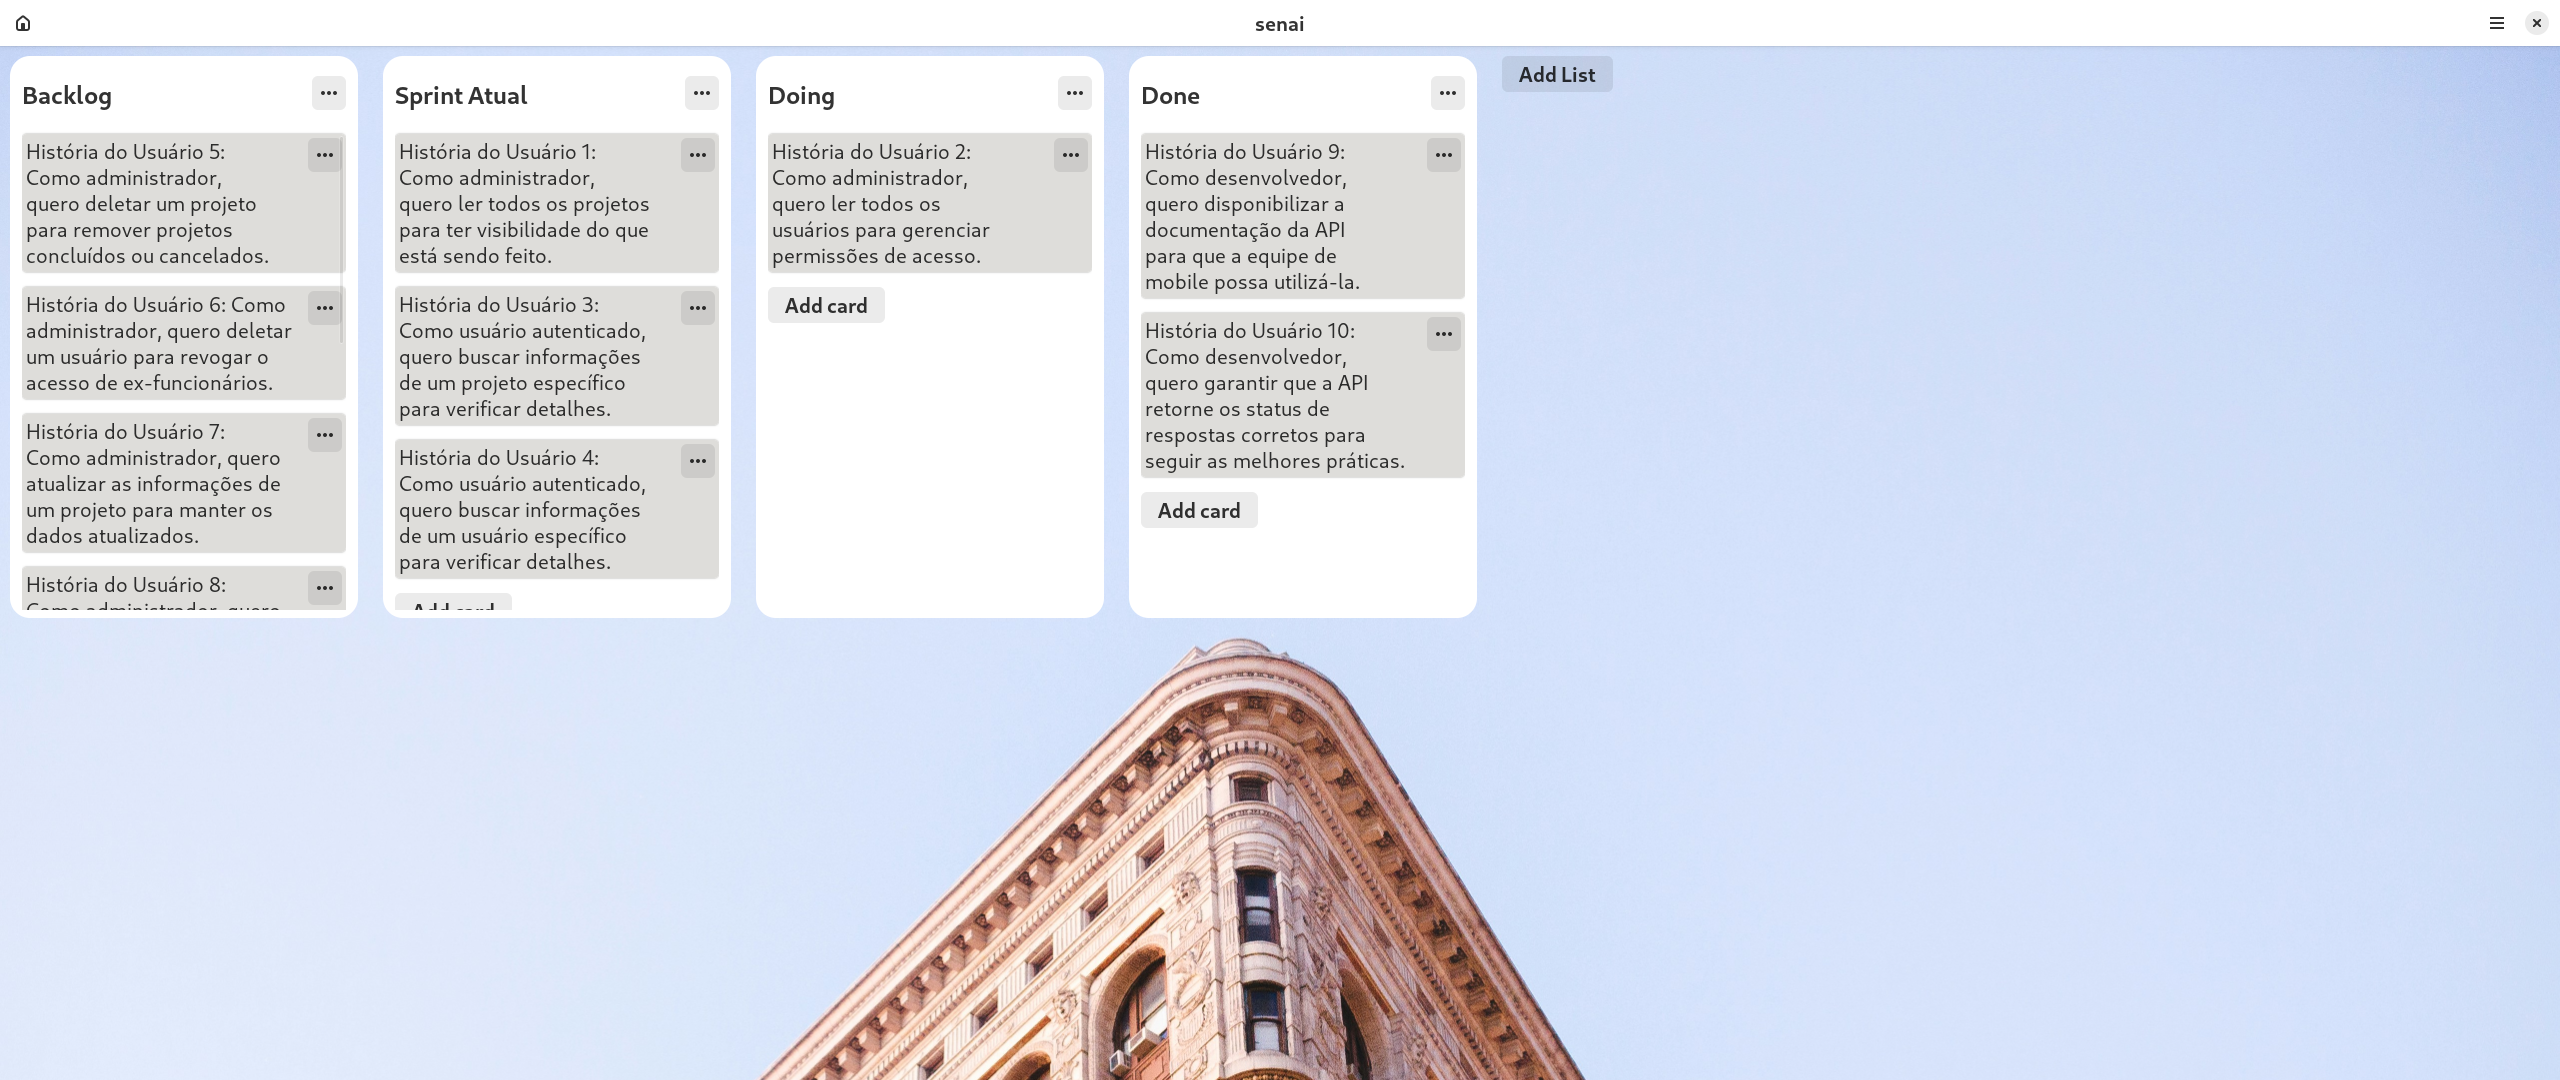 senai
Backlog
História do Usuário 5:
Como administrador,
quero deletar um projeto
para remover projetos
concluídos ou cancelados.
História do Usuário 6: Como
administrador, quero deletar
um usuário para revogar o
acesso de ex-funcionários.
História do Usuário 7:
Como administrador, quero
atualizar as informações de
um projeto para manter os
dados atualizados.
História do Usuário 8:
Como administrador, quero
Sprint Atual
História do Usuário 1:
Como administrador,
quero ler todos os projetos
para ter visibilidade do que
está sendo feito.
História do Usuário 3:
Como usuário autenticado,
quero buscar informações
de um projeto específico
para verificar detalhes.
História do Usuário 4:
Como usuário autenticado,
quero buscar informações
de um usuário específico
para verificar detalhes.
Add card
Doing
História do Usuário 2:
Como administrador,
quero ler todos os
usuários para gerenciar
permissões de acesso.
Add card
Done
História do Usuário 9:
Como desenvolvedor,
quero disponibilizar a
documentação da API
para que a equipe de
mobile possa utilizá-la.
História do Usuário 10:
Como desenvolvedor,
quero garantir que a API
retorne os status de
respostas corretos para
seguir as melhores práticas.
Add card
Add List